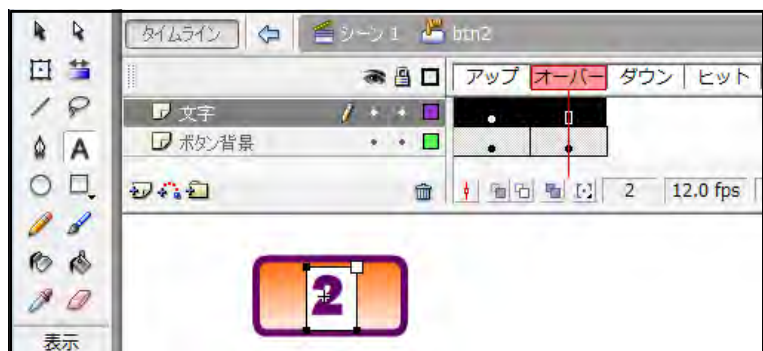 タイムライン シーン 1 btn2
アップ オーバー ダウン ヒット
文字
ボタン背景
2 12.0 fps
A
2
表示